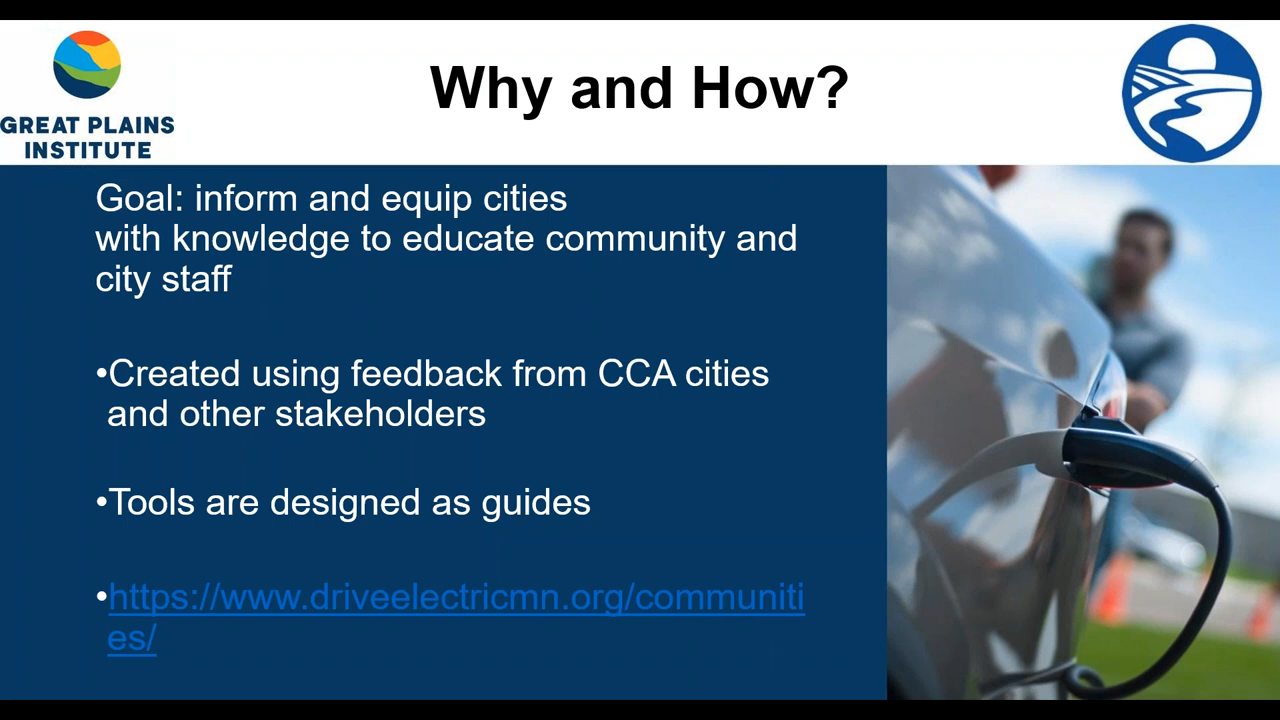 GREAT PLAINS
INSTITUTE
Why and How?
Goal: inform and equip cities
with knowledge to educate community and
city staff
•Created using feedback from CCA cities
and other stakeholders
•Tools are designed as guides
•https://www.driveelectricmn.org/communiti
es/